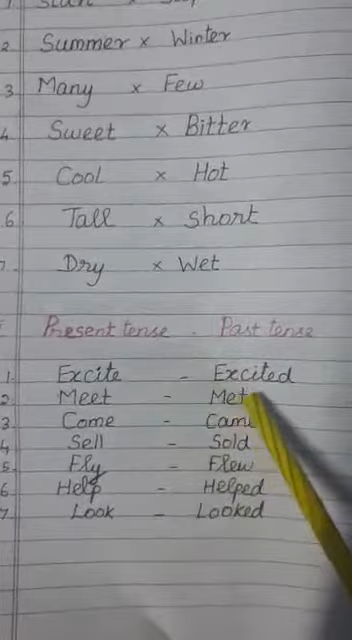 2 Summer x Winter
3 Many x Few
4 Sweet x Bitter
5. Cool x Hot
6 Tall x Short
7. Dry x Wet
Present tense - Past tense
1. Excite - Excited
2 Meet - Met
3 Come - Came
4 Sell - Sold
5 Fly - Flew
6 Help - Helped
7 Look - Looked